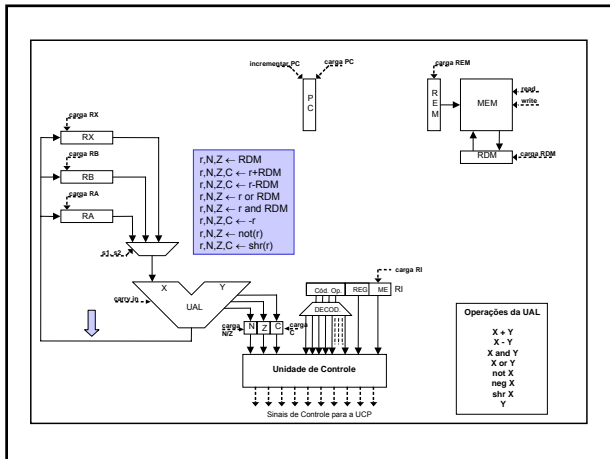 incrementar PC
carga PC
carga REM
P
C
R
E
M
MEM
read
write
RDM
carga RDM
carga RX
RX
carga RB
RB
carga RA
RA
s1, s2
r,N,Z ← RDM
r,N,Z,C ← r+RDM
r,N,Z,C ← r-RDM
r,N,Z ← r or RDM
r,N,Z ← r and RDM
r,N,Z,C ← -r
r,N,Z ← not(r)
r,N,Z,C ← shr(r)
X
Y
UAL
carry in
carga RI
Cód. Op.
REG
ME
RI
DECOD.
carga
N/Z
N
Z
C
carga
C
Unidade de Controle
Sinais de Controle para a UCP
Operações da UAL
X + Y
X - Y
X and Y
X or Y
not X
neg X
shr X
Y